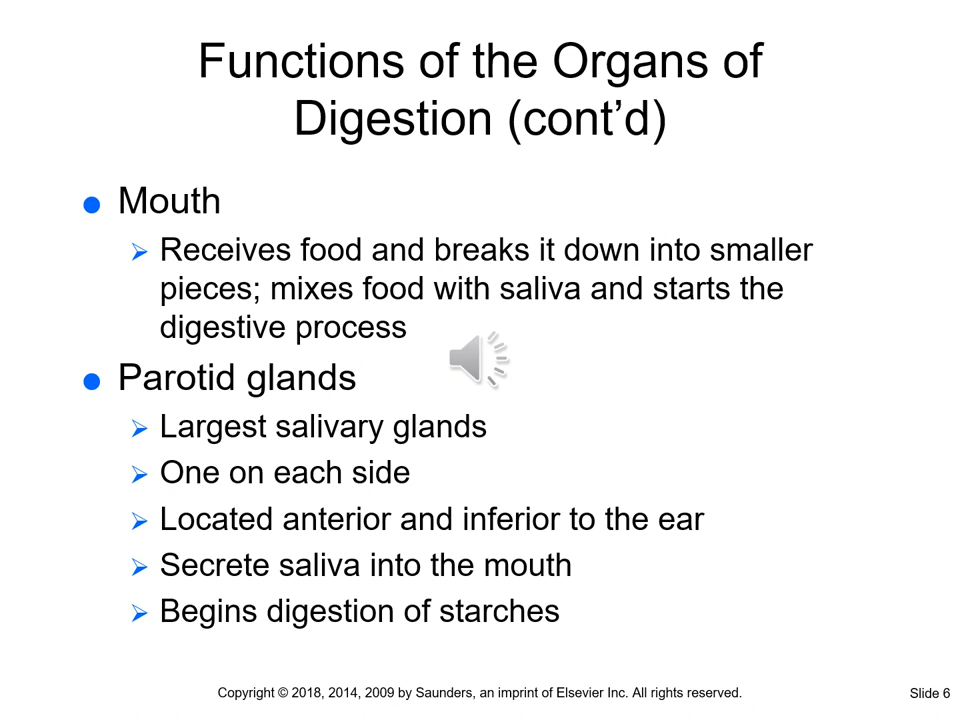 Functions of the Organs of
Digestion (cont’d)
Mouth
Receives food and breaks it down into smaller
pieces; mixes food with saliva and starts the
digestive process
Parotid glands
Largest salivary glands
One on each side
Located anterior and inferior to the ear
Secrete saliva into the mouth
Begins digestion of starches
Copyright © 2018, 2014, 2009 by Saunders, an imprint of Elsevier Inc. All rights reserved.
Slide 6